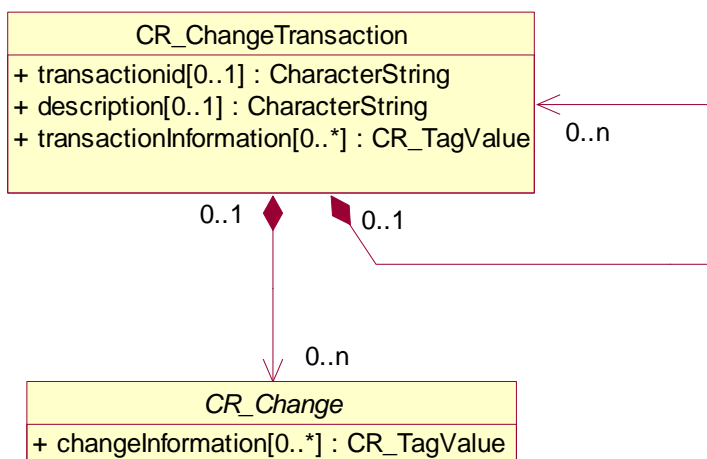 CR_ChangeTransaction
+ transactionid[0..1] : CharacterString
+ description[0..1] : CharacterString
+ transactionInformation[0..*] : CR_TagValue
0..n
0..1
0..1
0..n
CR_Change
+ changeInformation[0..*] : CR_TagValue